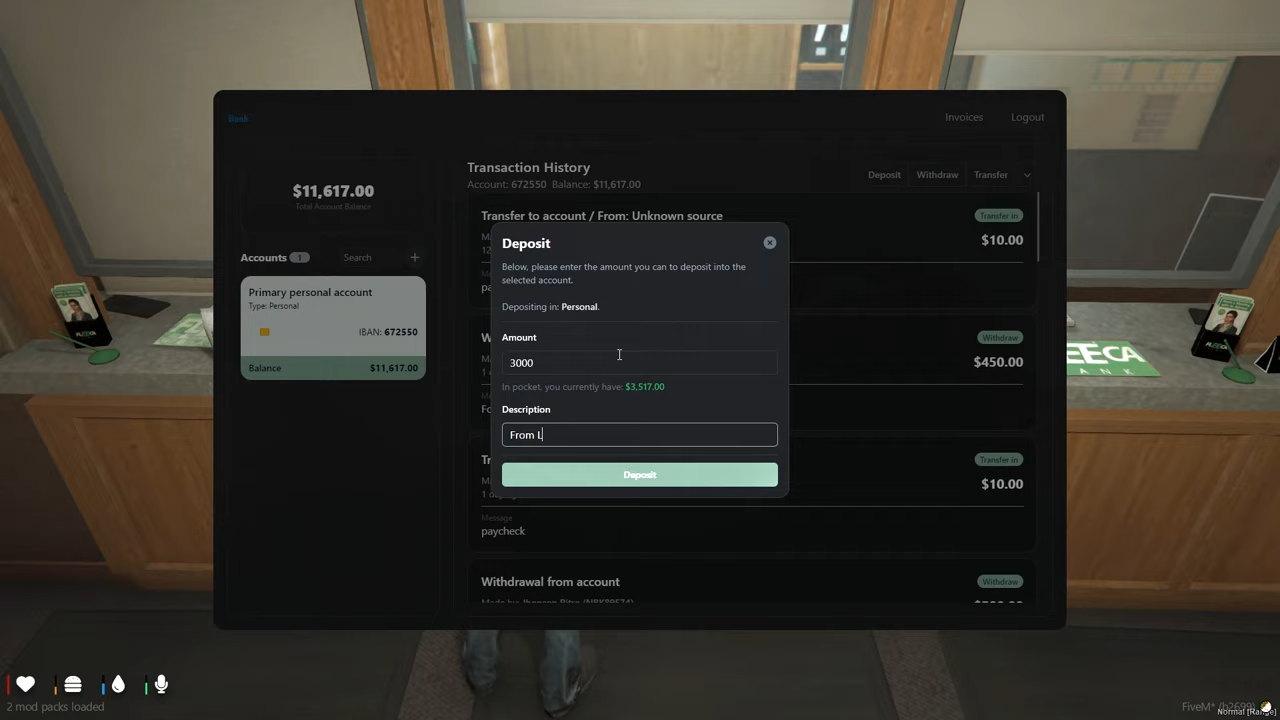 Bank
Invoices
Logout
$11,617.00
Total Account Balance
Accounts 1
Search
+
Primary personal account
Type: Personal
IBAN: 672550
Balance
$11,617.00
Transaction History
Account: 672550 Balance: $11,617.00
Deposit
Withdraw
Transfer
Transfer to account / From: Unknown source
Transfer in
$10.00
Withdraw
$450.00
Transfer in
$10.00
Message
paycheck
Withdrawal from account
Withdraw
Deposit
Below, please enter the amount you can to deposit into the
selected account.
Depositing in: Personal.
Amount
3000
In pocket, you currently have: $3,517.00
Description
From L
Deposit
FLEECA
EECA
BANK
2 mod packs loaded